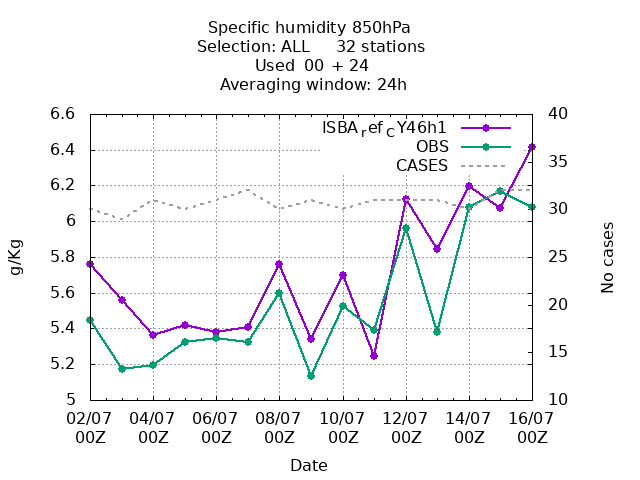 Specific humidity 850hPa
Selection: ALL     32 stations
Used  00 + 24
Averaging window: 24h
ISBA_ref_CY46h1
OBS
CASES
6.6
6.4
6.2
6
5.8
5.6
5.4
5.2
5
g/Kg
40
35
30
25
20
15
10
No cases
02/07 04/07 06/07 08/07 10/07 12/07 14/07 16/07
00Z 00Z 00Z 00Z 00Z 00Z 00Z 00Z
Date